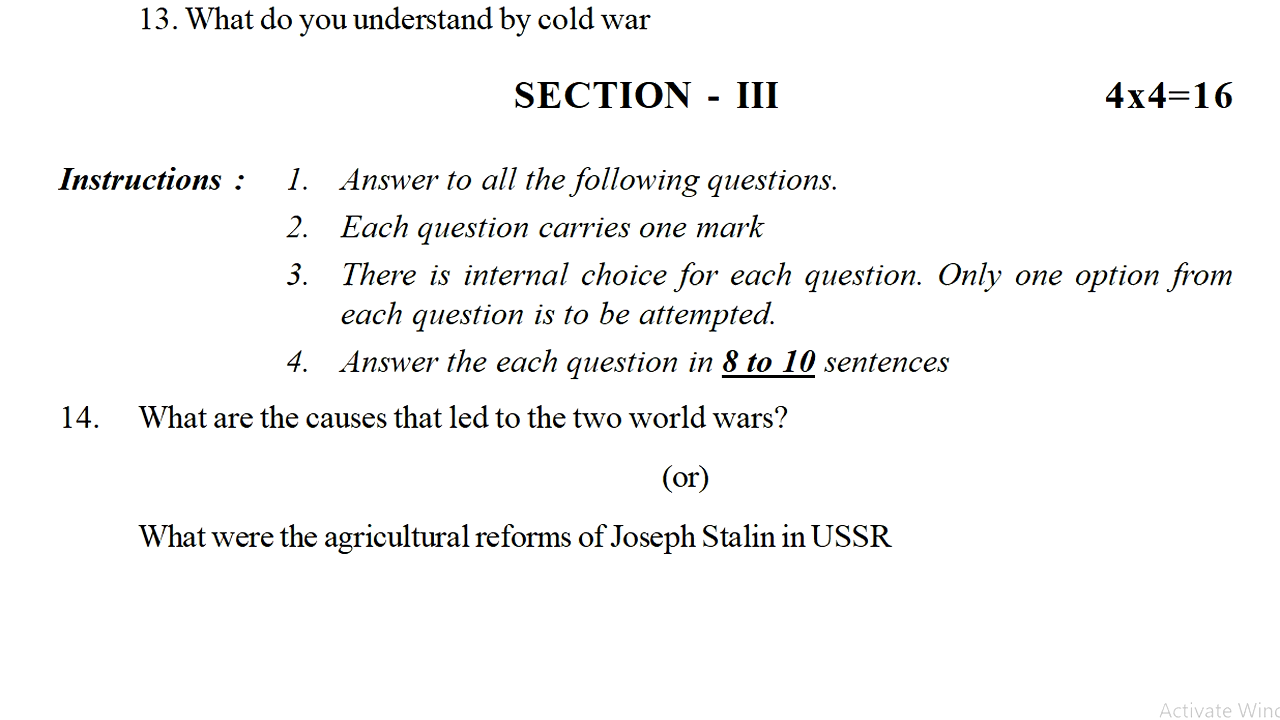 13. What do you understand by cold war
SECTION - III 4x4=16
Instructions : 1. Answer to all the following questions.
2. Each question carries one mark
3. There is internal choice for each question. Only one option from
each question is to be attempted.
4. Answer the each question in 8 to 10 sentences
14. What are the causes that led to the two world wars?
(or)
What were the agricultural reforms of Joseph Stalin in USSR
Activate Wind